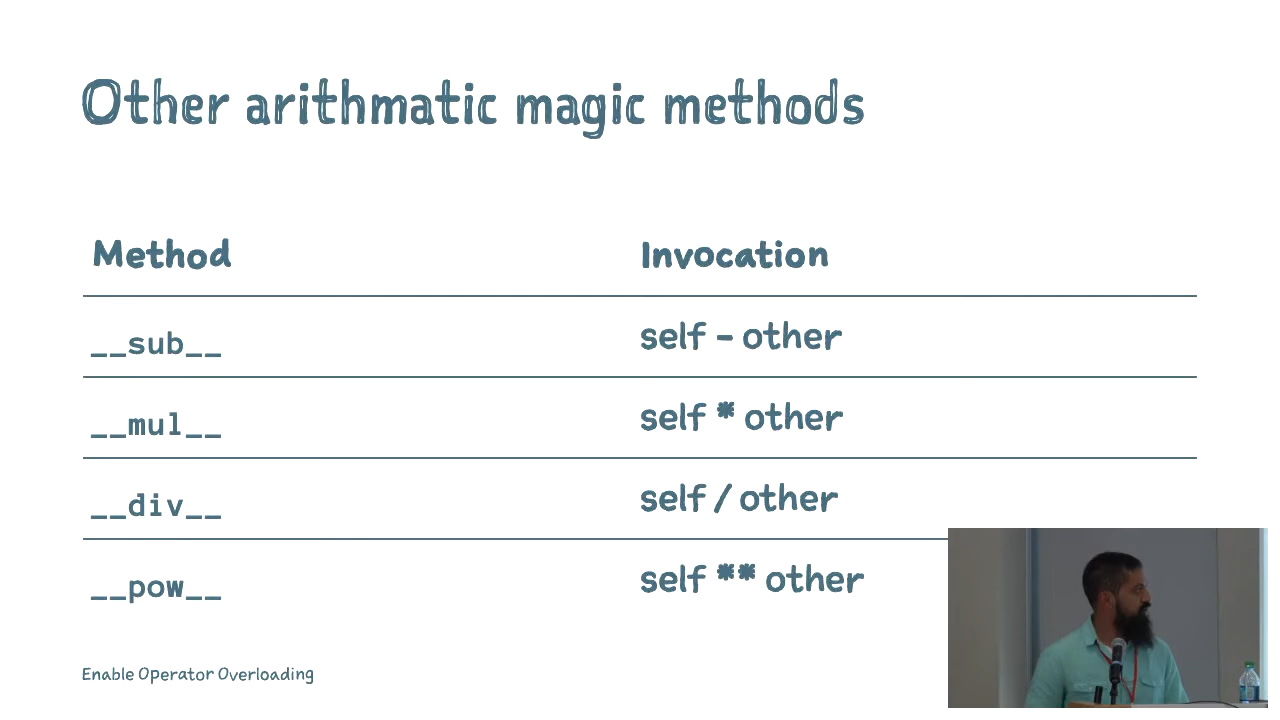 Other arithmatic magic methods
Method Invocation
__sub__ self - other
__mul__ self * other
__div__ self / other
__pow__ self ** other
Enable Operator Overloading